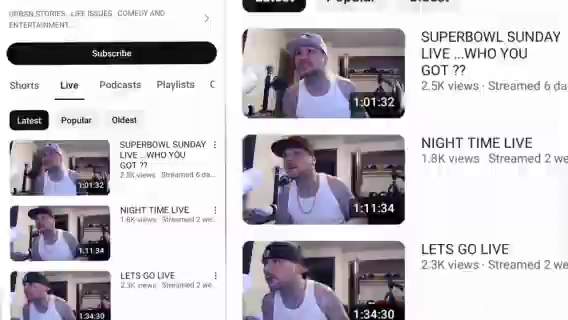 URBAN STORIES. LIFE ISSUES. COMEDY AND
ENTERTAINMENT...
Subscribe
Shorts Live Podcasts Playlists
Latest Popular Oldest
SUPERBOWL SUNDAY
LIVE ...WHO YOU
GOT ??
2.5K views · Streamed 6 da...
1:01:32
NIGHT TIME LIVE
1.8K views · Streamed 2 we...
1:11:34
LETS GO LIVE
2.3K views · Streamed 2 we...
1:34:30
Latest Popular Oldest
SUPERBOWL SUNDAY
LIVE ...WHO YOU
GOT ??
2.5K views · Streamed 6 da
1:01:32
NIGHT TIME LIVE
1.8K views · Streamed 2 we
1:11:34
LETS GO LIVE
2.3K views · Streamed 2 we
1:34:30